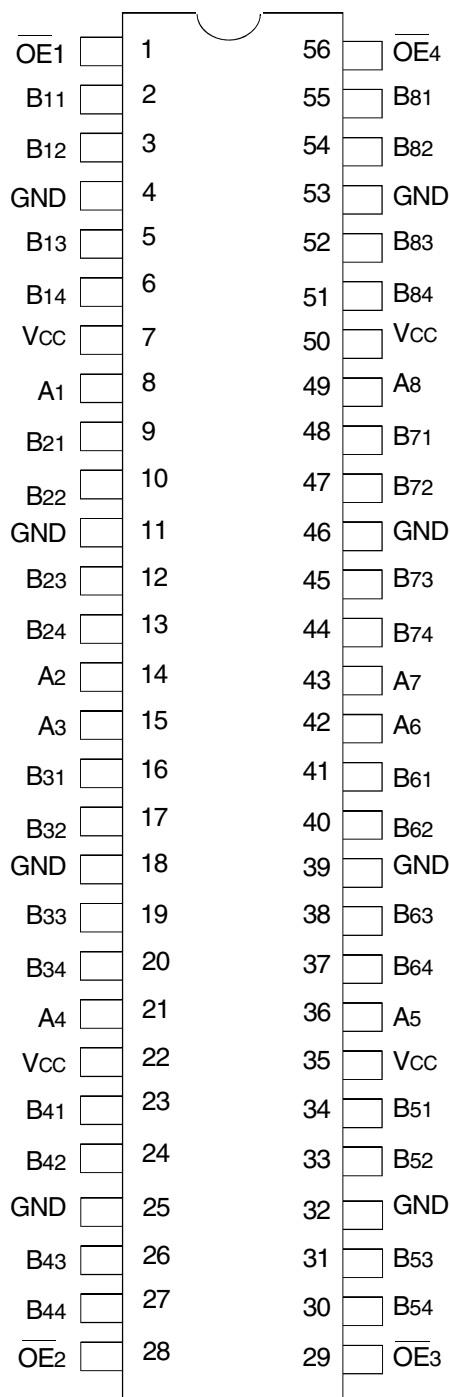 OE1 1 56 OE4
B11 2 55 B81
B12 3 54 B82
GND 4 53 GND
B13 5 52 B83
B14 6 51 B84
VCC 7 50 VCC
A1 8 49 A8
B21 9 48 B71
B22 10 47 B72
GND 11 46 GND
B23 12 45 B73
B24 13 44 B74
A2 14 43 A7
A3 15 42 A6
B31 16 41 B61
B32 17 40 B62
GND 18 39 GND
B33 19 38 B63
B34 20 37 B64
A4 21 36 A5
VCC 22 35 VCC
B41 23 34 B51
B42 24 33 B52
GND 25 32 GND
B43 26 31 B53
B44 27 30 B54
OE2 28 29 OE3